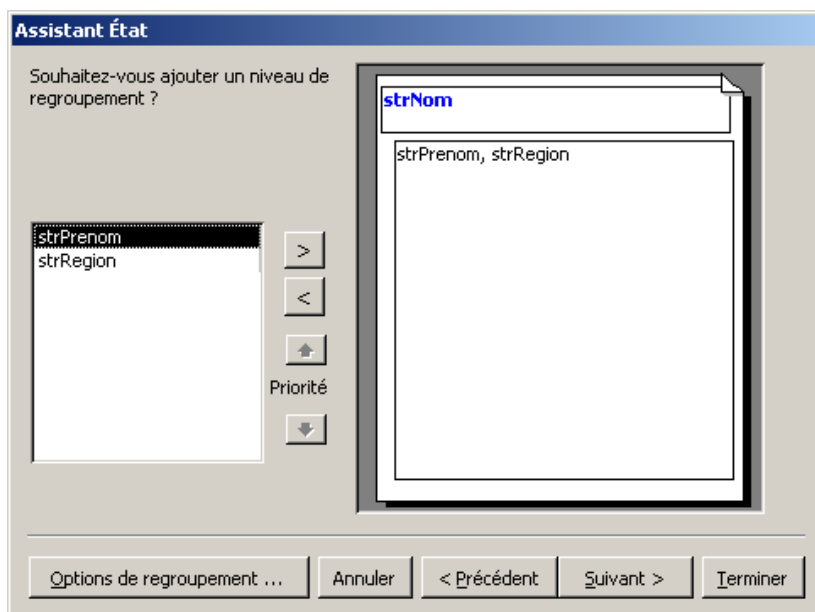 Assistant État
Souhaitez-vous ajouter un niveau de
regroupement ?
strNom
strPrenom, strRegion
strPrenom
strRegion
>
<
Priorité
Options de regroupement ...
Annuler
< Précédent
Suivant >
Terminer